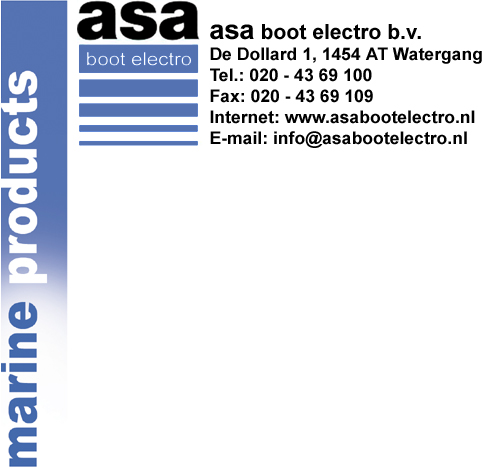 asa
boot electro
asa boot electro b.v.
De Dollard 1, 1454 AT Watergang
Tel.: 020 - 43 69 100
Fax: 020 - 43 69 109
Internet: www.asabootelectro.nl
E-mail: info@asabootelectro.nl
marine products